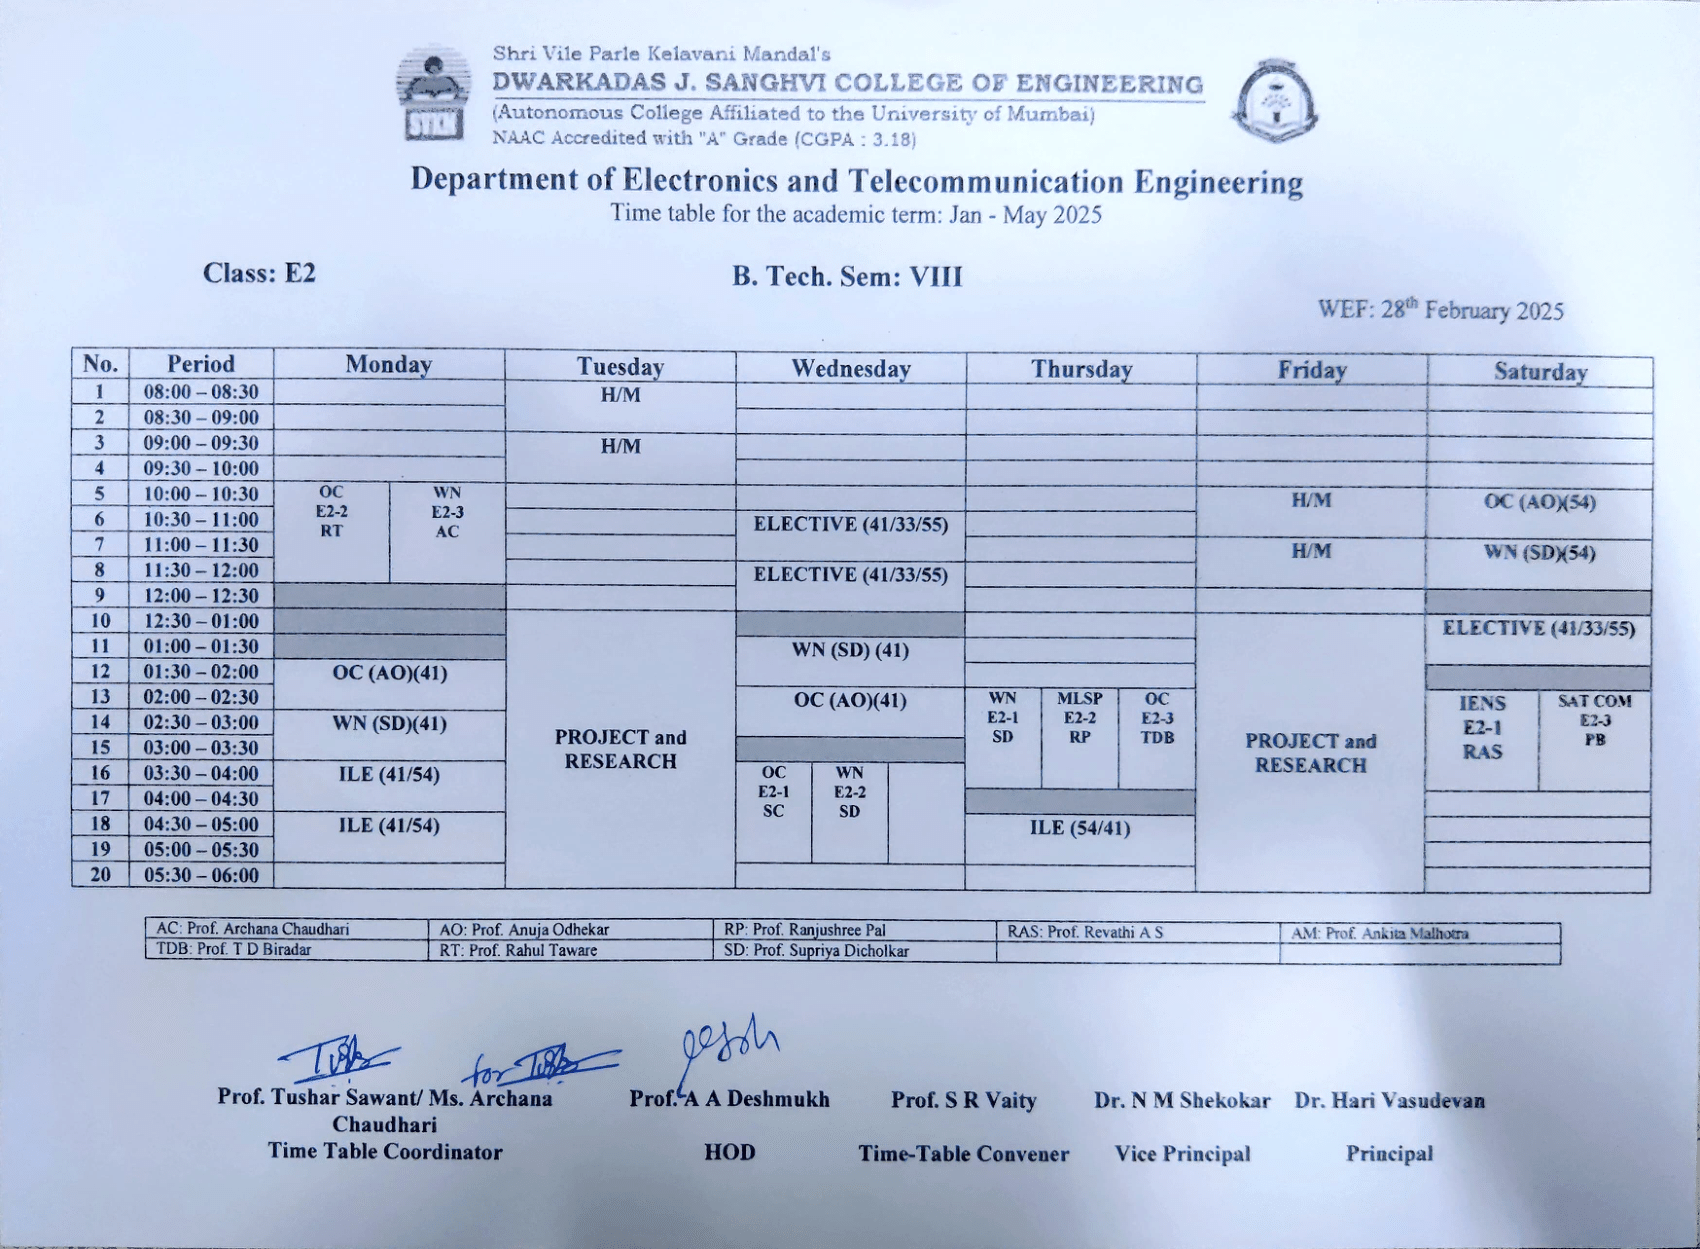 Shri Vile Parle Kelavani Mandal's
DWARKADAS J. SANGHVI COLLEGE OF ENGINEERING
(Autonomous College Affiliated to the University of Mumbai)
NAAC Accredited with "A" Grade (CGPA : 3.18)
SVKM
Department of Electronics and Telecommunication Engineering
Time table for the academic term: Jan - May 2025
Class: E2 B. Tech. Sem: VIII
WEF: 28th February 2025
No. Period Monday Tuesday Wednesday Thursday Friday Saturday
1 08:00 – 08:30 H/M
2 08:30 – 09:00
3 09:00 – 09:30 H/M
4 09:30 – 10:00
5 10:00 – 10:30 OC WN H/M OC (AO)(54)
6 10:30 – 11:00 E2-2 E2-3 ELECTIVE (41/33/55)
RT AC
7 11:00 – 11:30 H/M WN (SD)(54)
8 11:30 – 12:00 ELECTIVE (41/33/55)
9 12:00 – 12:30
10 12:30 – 01:00 ELECTIVE (41/33/55)
11 01:00 – 01:30 WN (SD) (41)
12 01:30 – 02:00 OC (AO)(41)
13 02:00 – 02:30 OC (AO)(41) WN MLSP OC IENS SAT COM
14 02:30 – 03:00 WN (SD)(41) E2-1 E2-2 E2-3 E2-1 E2-3
PROJECT and SD RP TDB PROJECT and RAS PB
15 03:00 – 03:30 RESEARCH RESEARCH
16 03:30 – 04:00 ILE (41/54) OC WN
17 04:00 – 04:30 E2-1 E2-2
SC SD
18 04:30 – 05:00 ILE (41/54) ILE (54/41)
19 05:00 – 05:30
20 05:30 – 06:00
AC: Prof. Archana Chaudhari AO: Prof. Anuja Odhekar RP: Prof. Ranjushree Pal RAS: Prof. Revathi A S AM: Prof. Ankita Malhotra
TDB: Prof. T D Biradar RT: Prof. Rahul Taware SD: Prof. Supriya Dicholkar
for
Prof. Tushar Sawant/ Ms. Archana Prof. A A Deshmukh Prof. S R Vaity Dr. N M Shekokar Dr. Hari Vasudevan
Chaudhari
Time Table Coordinator HOD Time-Table Convener Vice Principal Principal